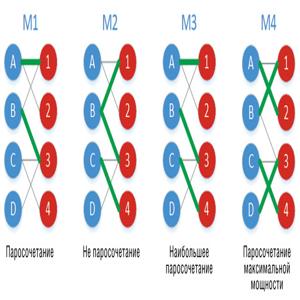 M1 M2 M3 M4
A 1 A 1 A 1 A 1
B 2 B 2 B 2 B 2
C 3 C 3 C 3 C 3
D 4 D 4 D 4 D 4
Паросочетание Не паросочетание Наибольшее Паросочетание
паросочетание максимальной
мощности